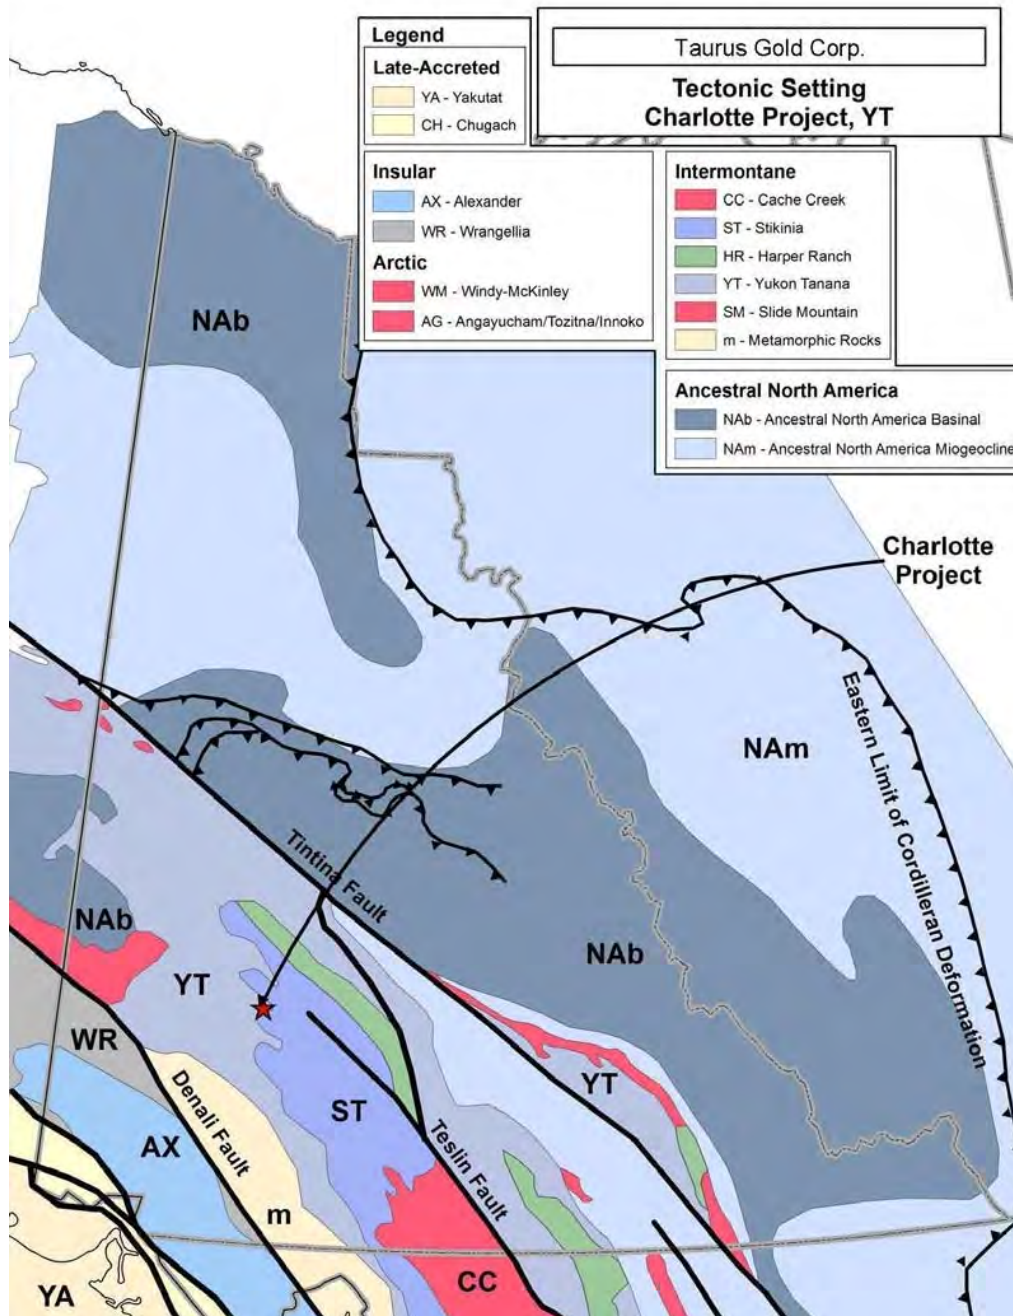 Taurus Gold Corp.
Tectonic Setting
Charlotte Project, YT
Legend
Late-Accreted
YA - Yakutat
CH - Chugach
Insular
AX - Alexander
WR - Wrangellia
Arctic
WM - Windy-McKinley
AG - Angayucham/Tozitna/Innoko
Intermontane
CC - Cache Creek
ST - Stikinia
HR - Harper Ranch
YT - Yukon Tanana
SM - Slide Mountain
m - Metamorphic Rocks
Ancestral North America
NAb - Ancestral North America Basinal
NAm - Ancestral North America Miogeocline
NAb
Charlotte
Project
NAm
Eastern Limit of Cordilleran Deformation
Tintina Fault
NAb
NAb
YT
WR
Denali Fault
ST
YT
AX
Teslin Fault
m
CC
YA